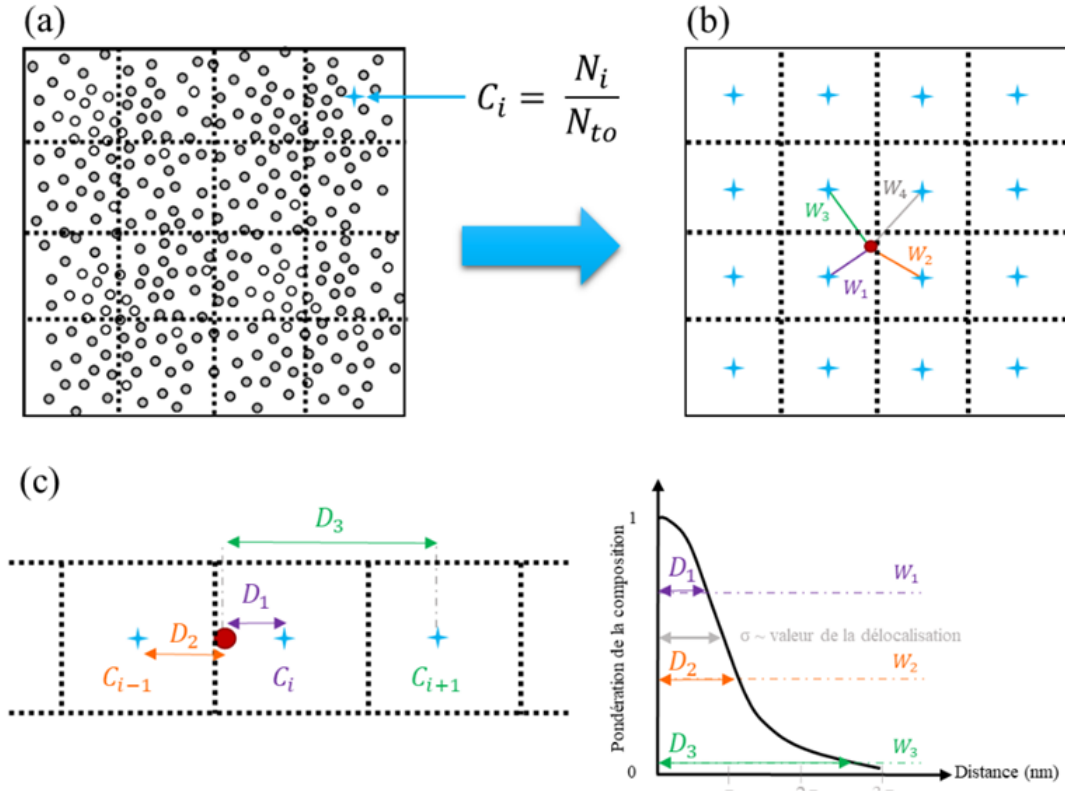 (a)
C_i = N_i / N_to
(b)
W_3
W_4
W_1
W_2
(c)
D_3
D_1
D_2
C_{i-1}
C_i
C_{i+1}
Pondération de la composition
1
D_1
W_1
σ ~ valeur de la délocalisation
D_2
W_2
D_3
W_3
0
Distance (nm)